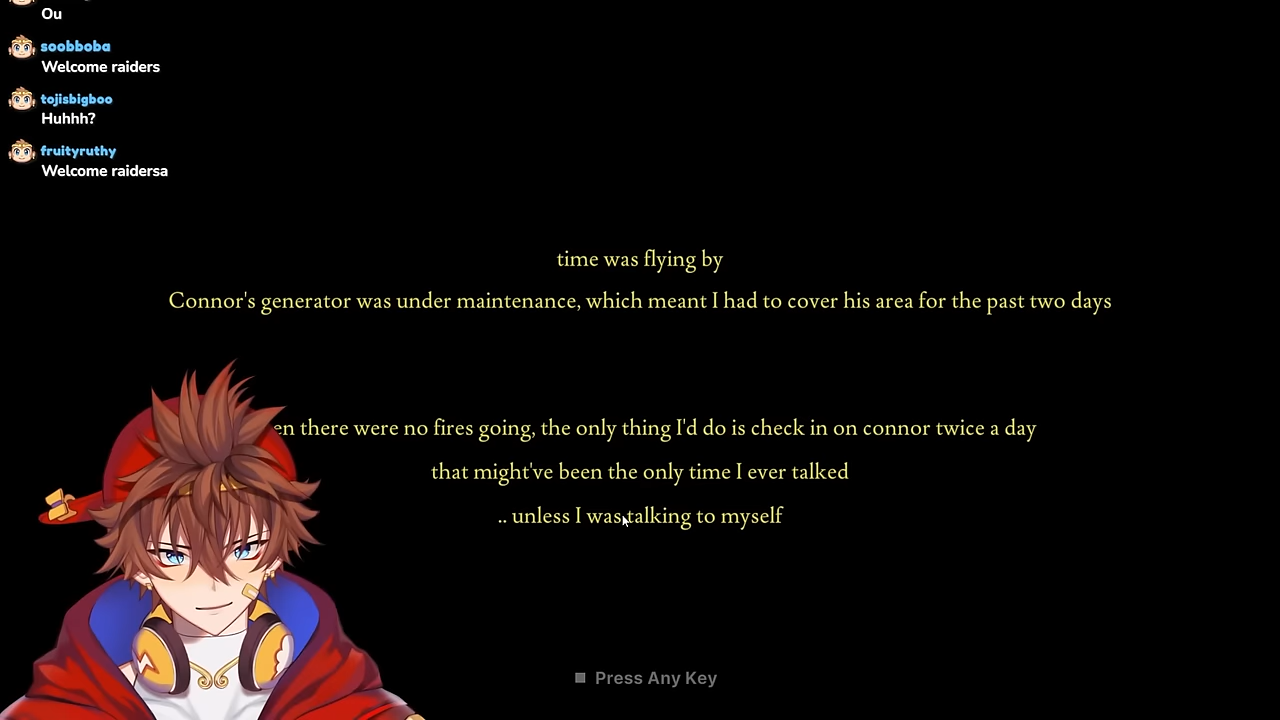 Ou
soobboba
Welcome raiders
tojisbigboo
Huhhh?
fruityruthy
Welcome raidersa
time was flying by
Connor's generator was under maintenance, which meant I had to cover his area for the past two days
there were no fires going, the only thing I'd do is check in on connor twice a day
that might've been the only time I ever talked
.. unless I was talking to myself
Press Any Key